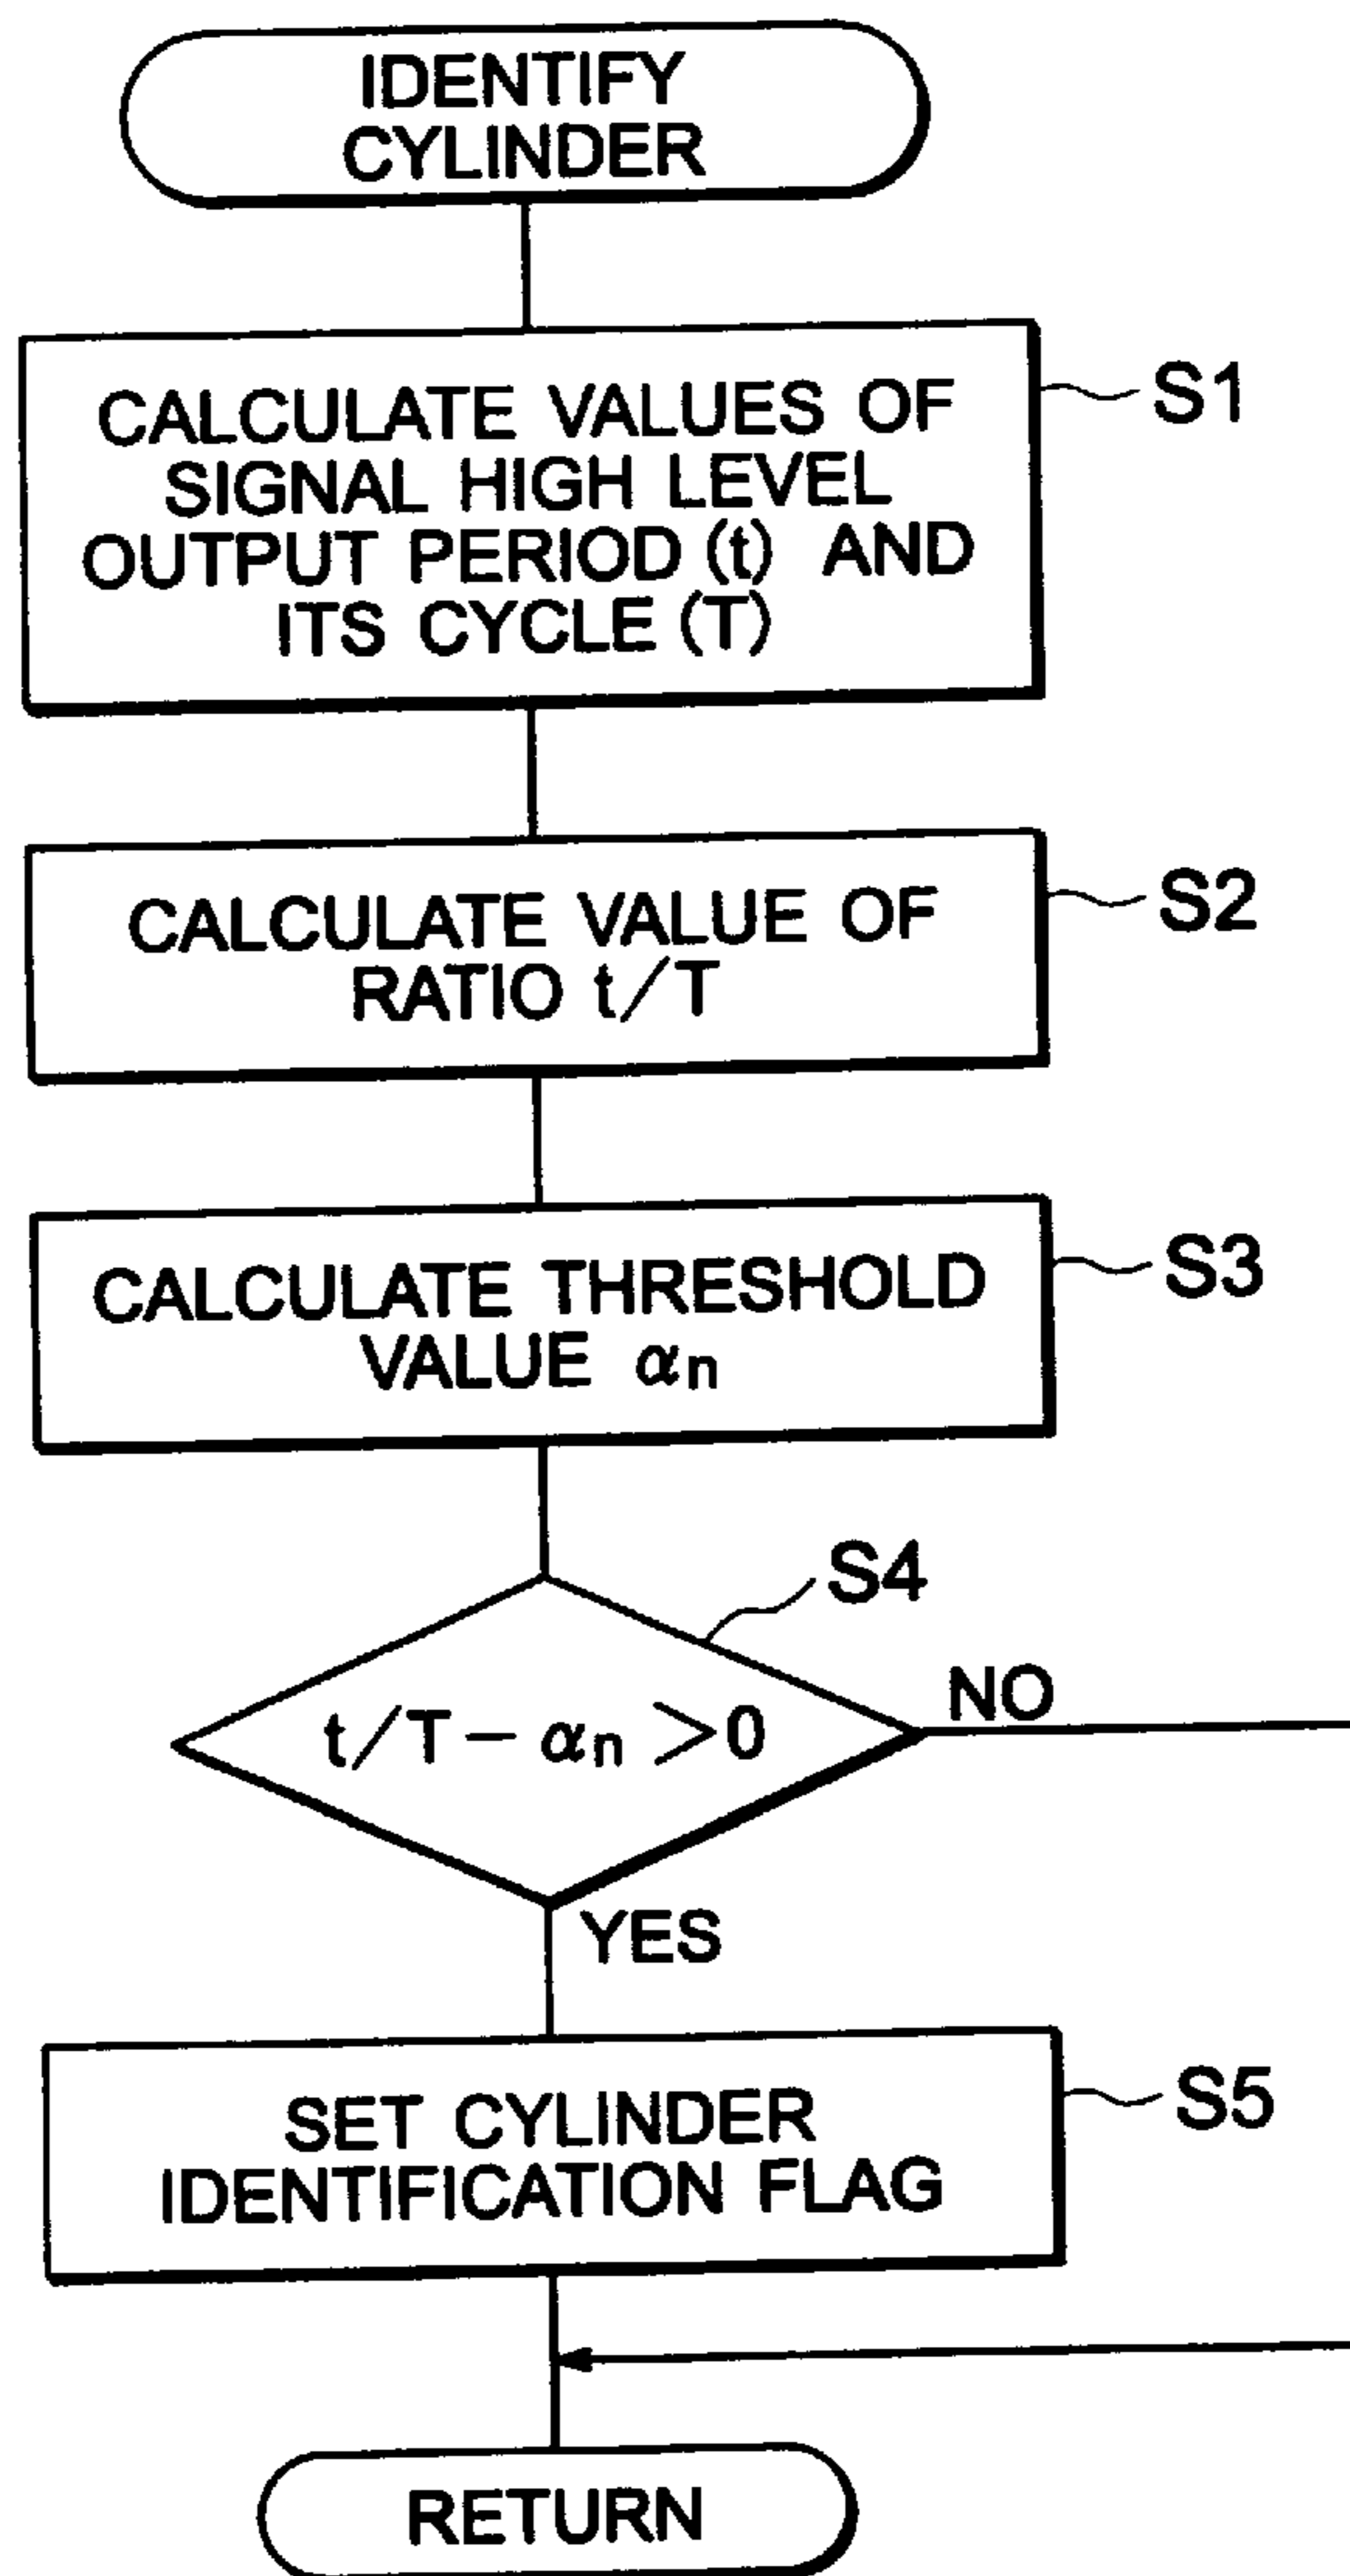 IDENTIFY
CYLINDER
CALCULATE VALUES OF
SIGNAL HIGH LEVEL
OUTPUT PERIOD (t) AND
ITS CYCLE (T)
S1
CALCULATE VALUE OF
RATIO t/T
S2
CALCULATE THRESHOLD
VALUE αn
S3
S4
t/T - αn >0
NO
YES
SET CYLINDER
IDENTIFICATION FLAG
S5
RETURN